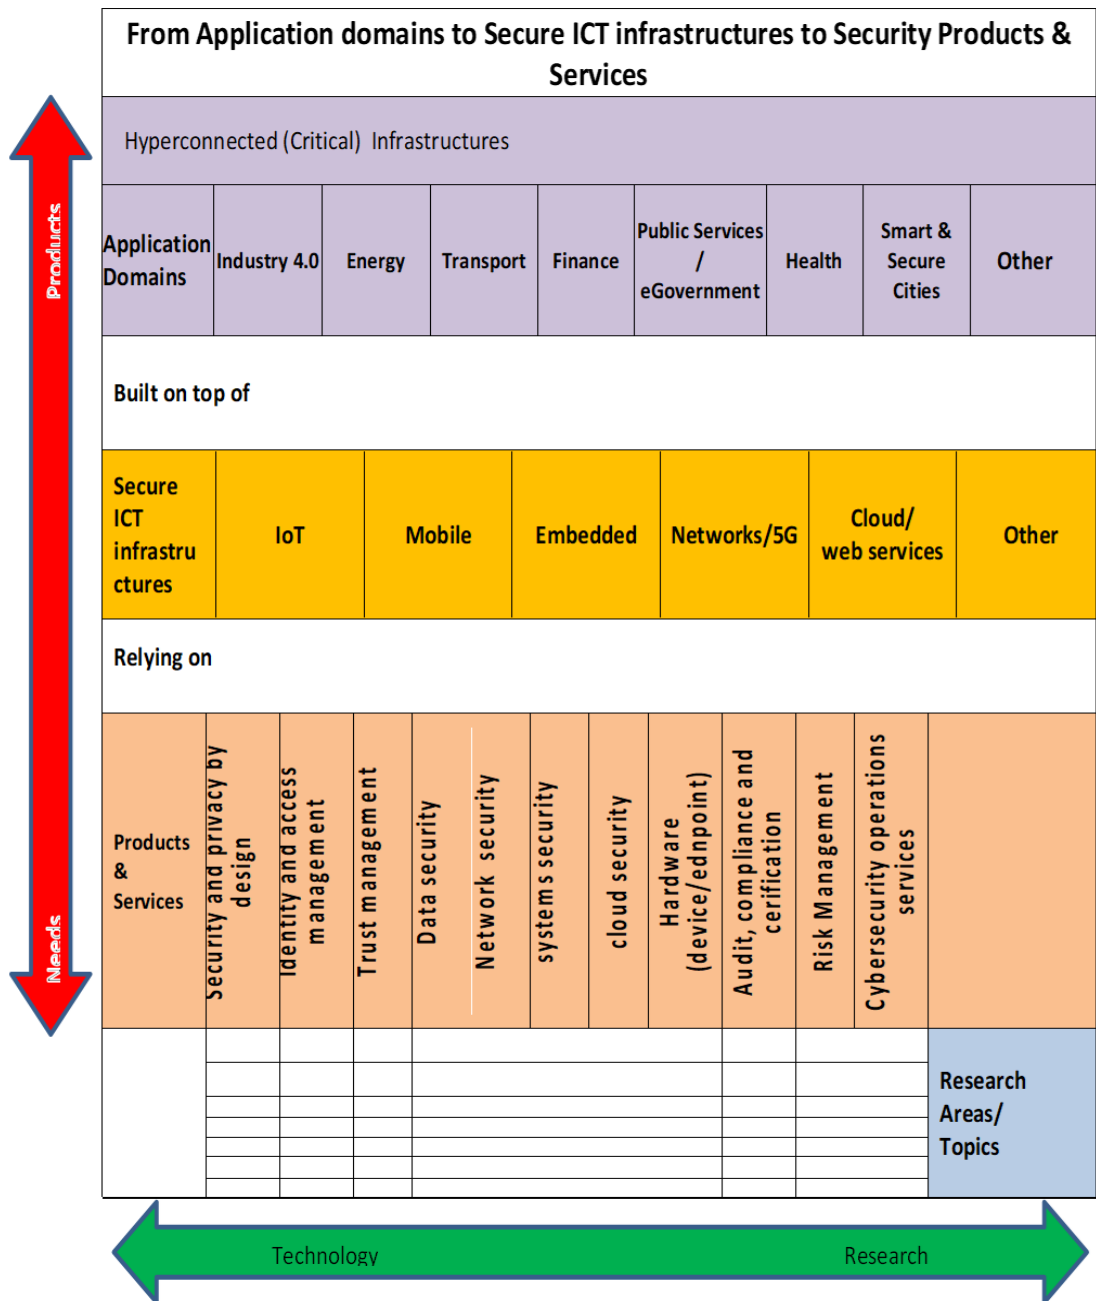 From Application domains to Secure ICT infrastructures to Security Products &
Services
Products
Hyperconnected (Critical) Infrastructures
Application
Domains
Industry 4.0
Energy
Transport
Finance
Public Services
/
eGovernment
Health
Smart &
Secure
Cities
Other
Built on top of
Secure
ICT
infrastru
ctures
IoT
Mobile
Embedded
Networks/5G
Cloud/
web services
Other
Relying on
Needs
Products
&
Services
Security and privacy by
design
Identity and access
management
Trust management
Data security
Network security
systems security
cloud security
Hardware
(device/ednpoint)
Audit, compliance and
cerification
Risk Management
Cybersecurity operations
services
Research
Areas/
Topics
Technology
Research